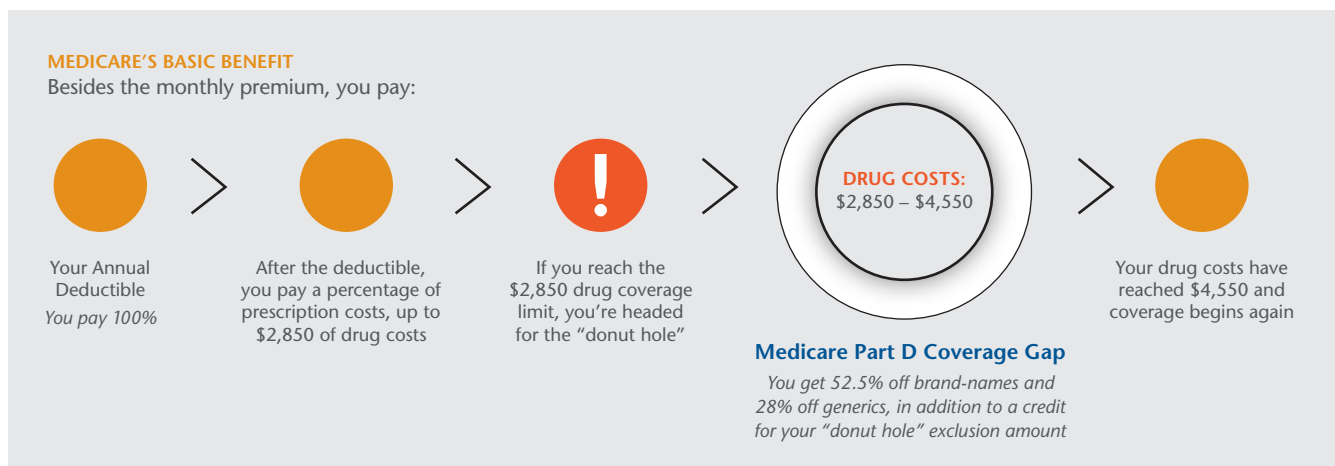 MEDICARE’S BASIC BENEFIT
Besides the monthly premium, you pay:
Your Annual
Deductible
You pay 100%
After the deductible,
you pay a percentage of
prescription costs, up to
$2,850 of drug costs
!
If you reach the
$2,850 drug coverage
limit, you’re headed
for the “donut hole”
DRUG COSTS:
$2,850 – $4,550
Medicare Part D Coverage Gap
You get 52.5% off brand-names and
28% off generics, in addition to a credit
for your “donut hole” exclusion amount
Your drug costs have
reached $4,550 and
coverage begins again